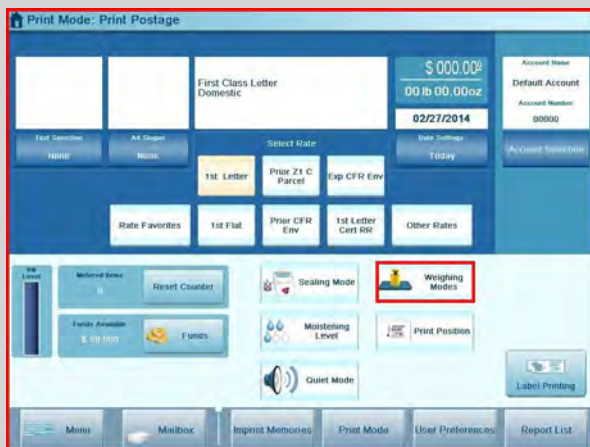 Print Mode: Print Postage
First Class Letter
Domestic
$ 000.00⁰
00 lb 00.00oz
02/27/2014
Account Name
Default Account
Account Number
00000
Text Selection
None
Ad Slogan
None
Select Rate
Date Settings
Today
Account Selection
1st Letter
Prior Z1 C
Parcel
Exp CFR Env
Rate Favorites
1st Flat
Prior CFR
Env
1st Letter
Cert RR
Other Rates
Ink
Level
Metered Items
0
Reset Counter
Sealing Mode
Weighing
Modes
Funds Available
Funds
Moistening
Level
Print Position
Quiet Mode
Label Printing
Menu
Mailbox
Imprint Memories
Print Mode
User Preferences
Report List